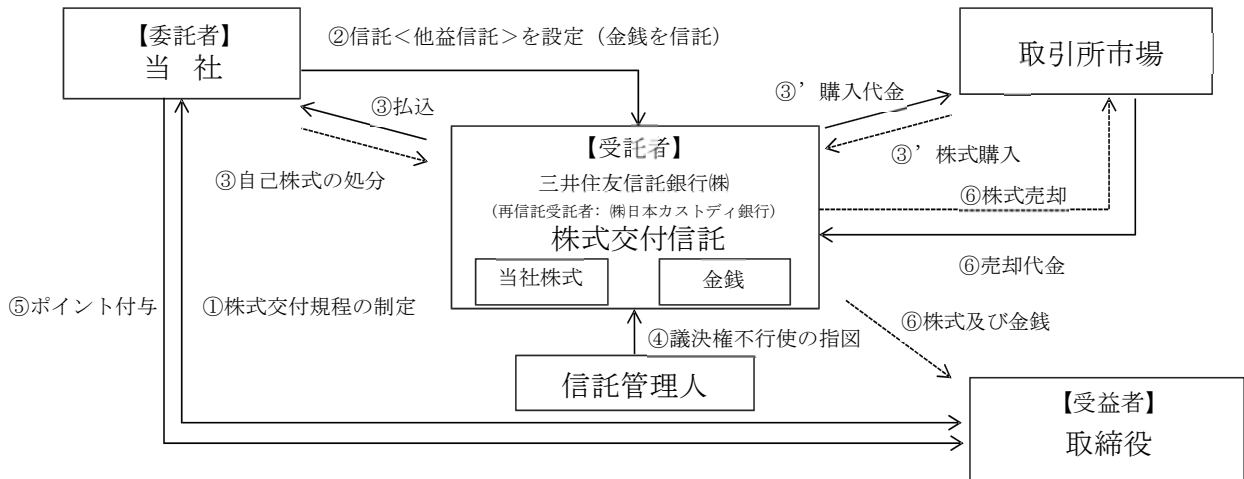 【委託者】
当 社
②信託＜他益信託＞を設定（金銭を信託）
取引所市場
③払込
③’購入代金
【受託者】
③’株式購入
③自己株式の処分
三井住友信託銀行㈱
(再信託受託者: ㈱日本カストディ銀行)
⑥株式売却
株式交付信託
当社株式
金銭
⑥売却代金
⑤ポイント付与
①株式交付規程の制定
⑥株式及び金銭
④議決権不行使の指図
信託管理人
【受益者】
取締役